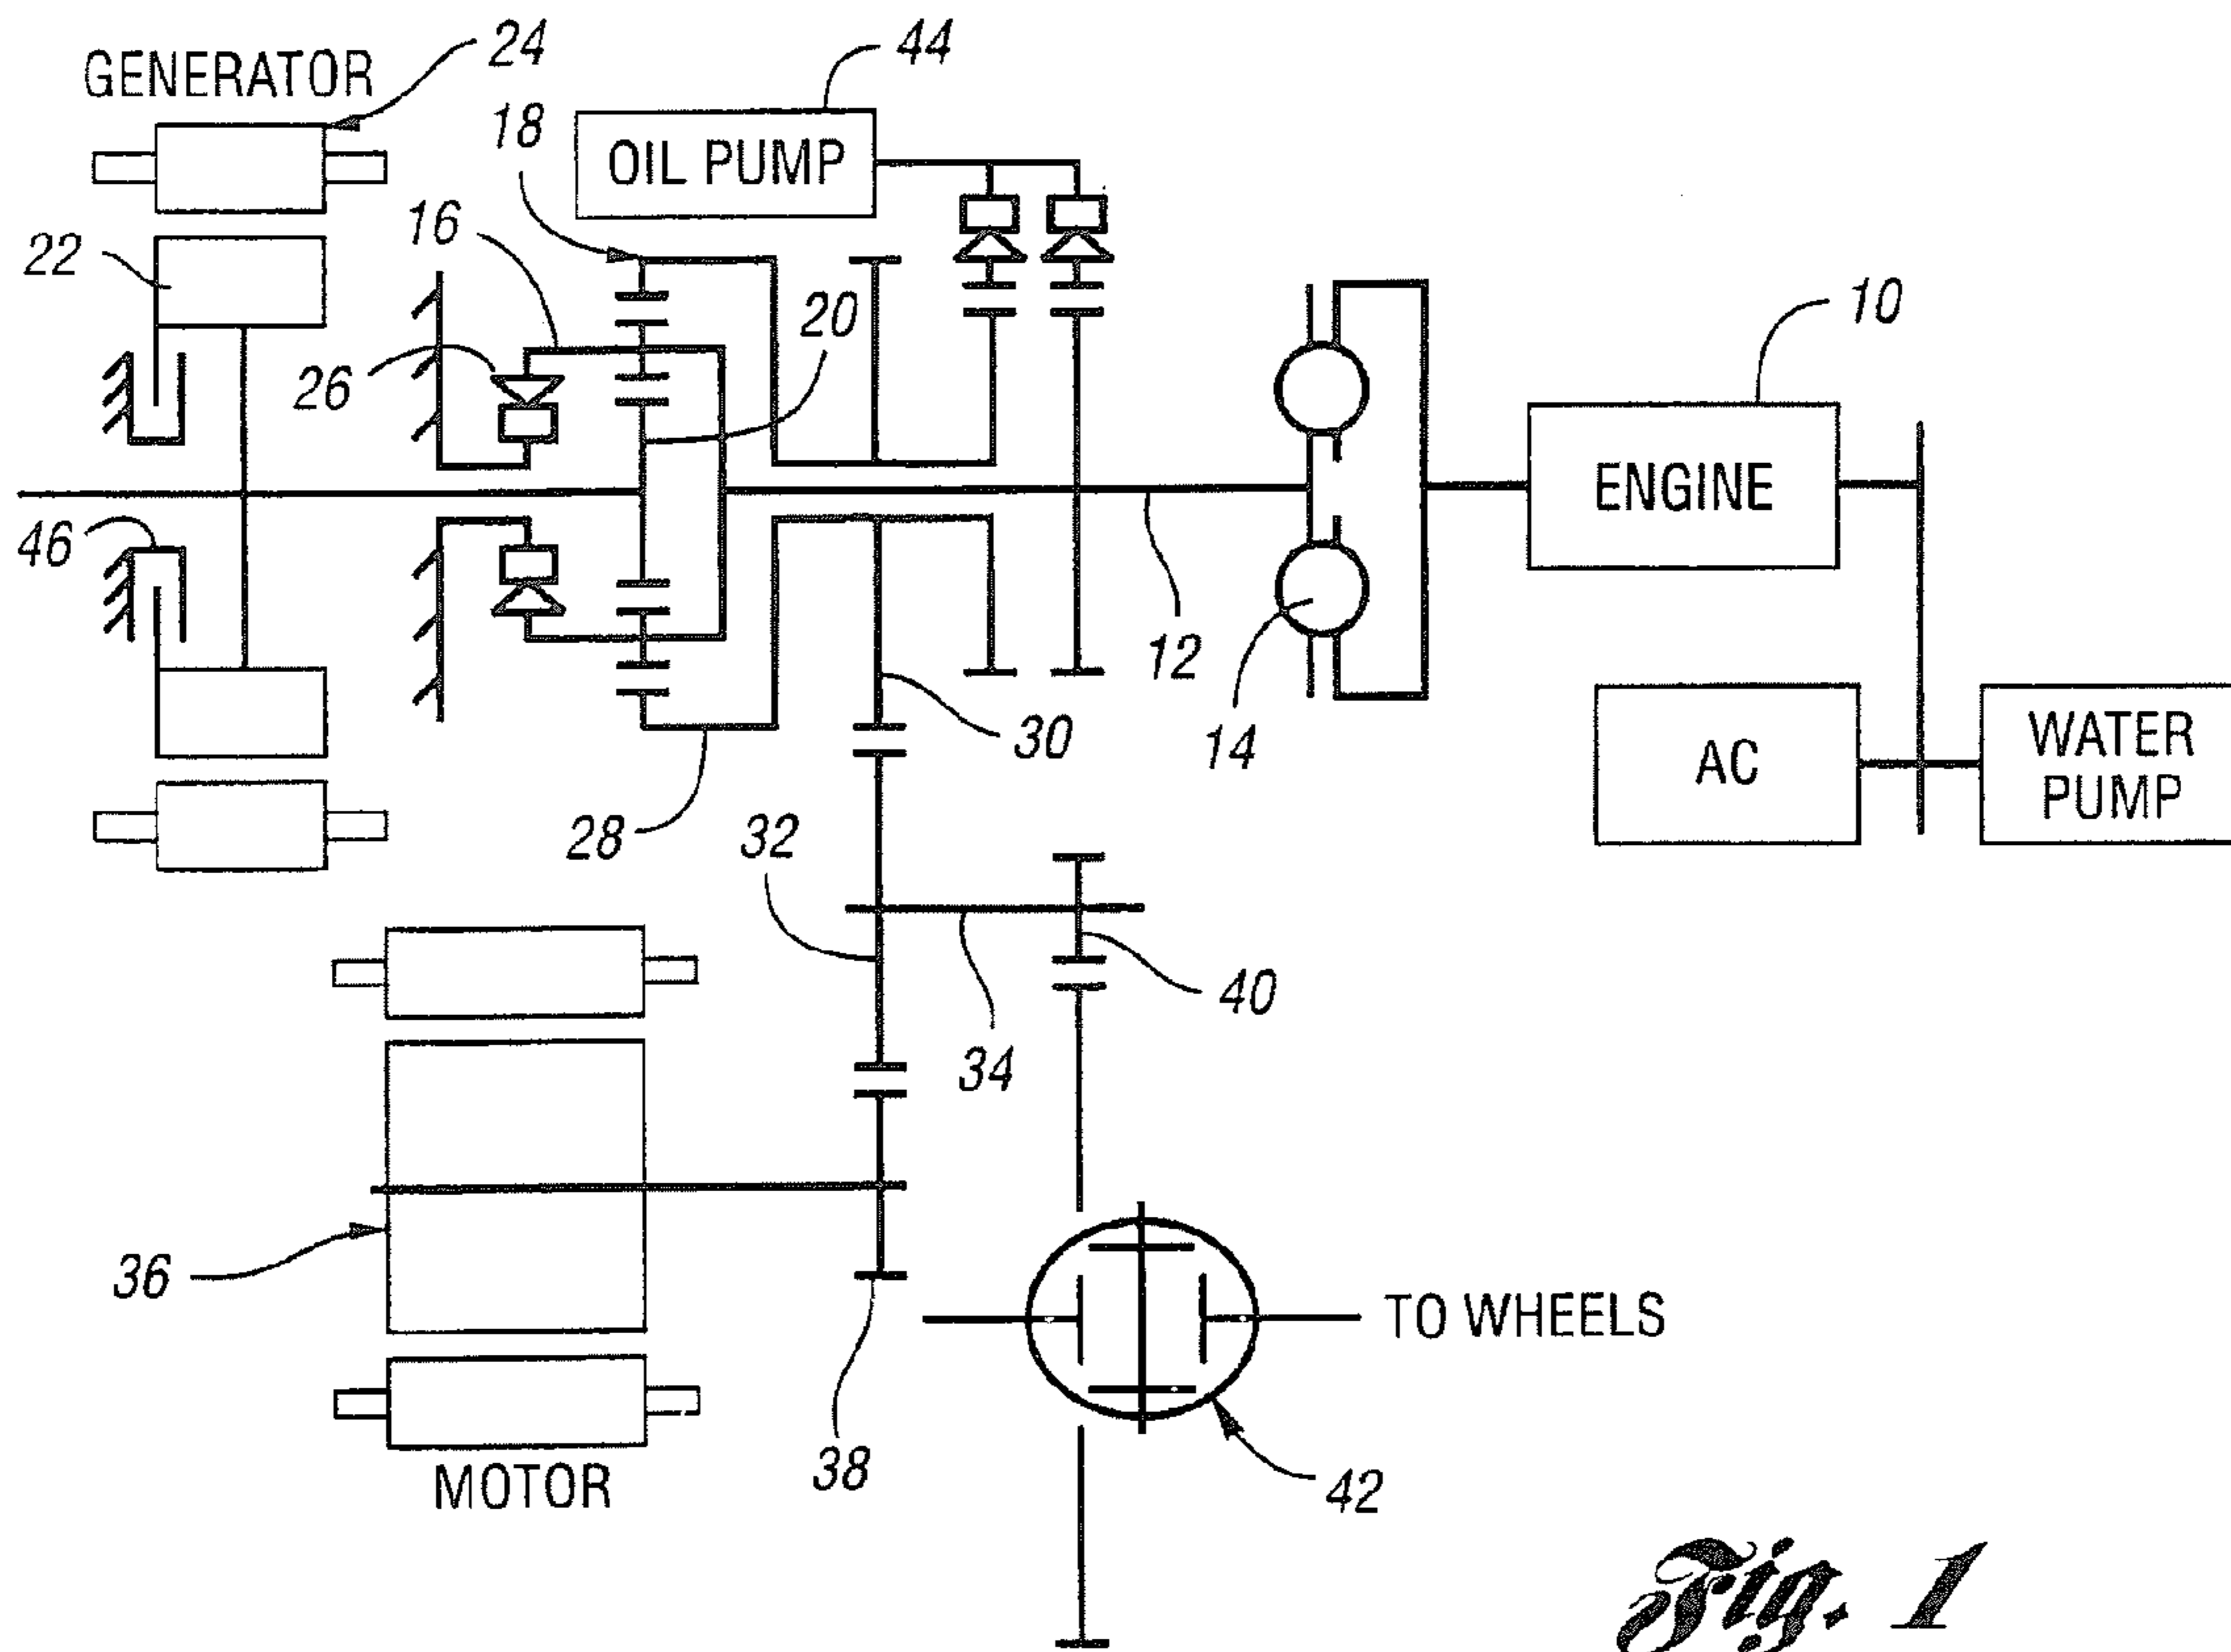 GENERATOR
24
44
18
OIL PUMP
16
22
20
10
26
ENGINE
46
12
30
14
AC
WATER
PUMP
28
32
40
34
36
TO WHEELS
38
42
MOTOR
Fig. 1